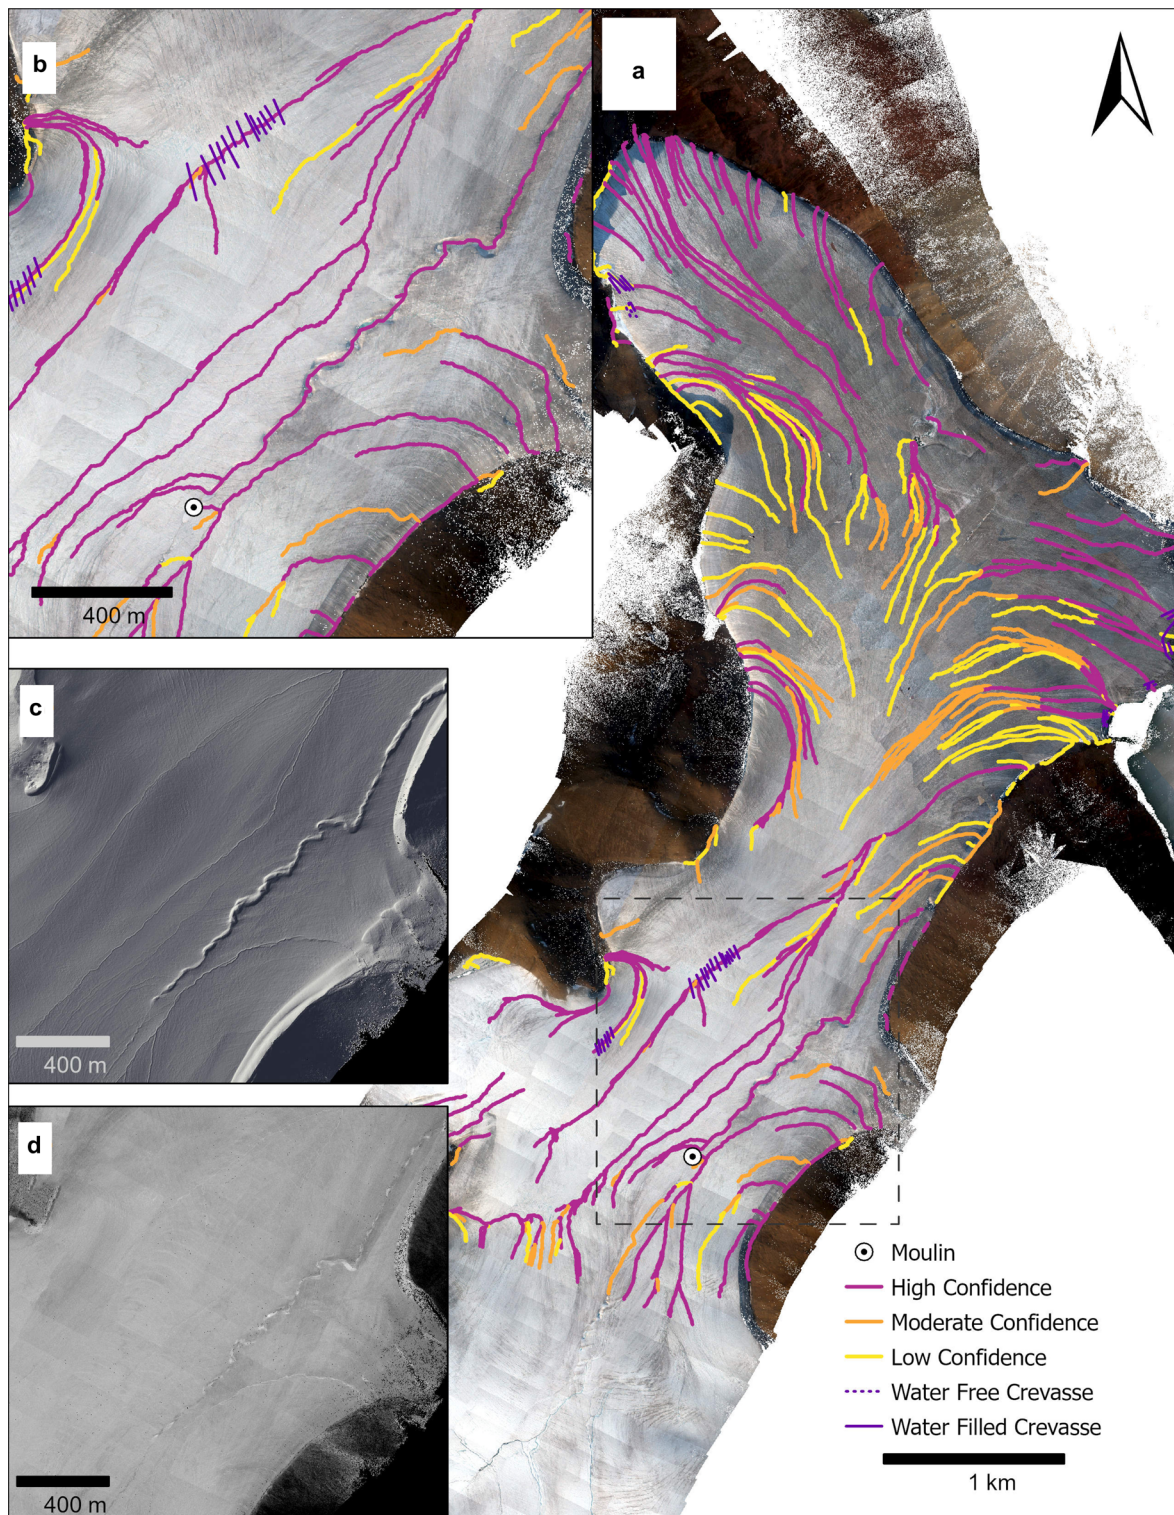 b
a
400 m
c
400 m
d
400 m
Moulin
High Confidence
Moderate Confidence
Low Confidence
Water Free Crevasse
Water Filled Crevasse
1 km